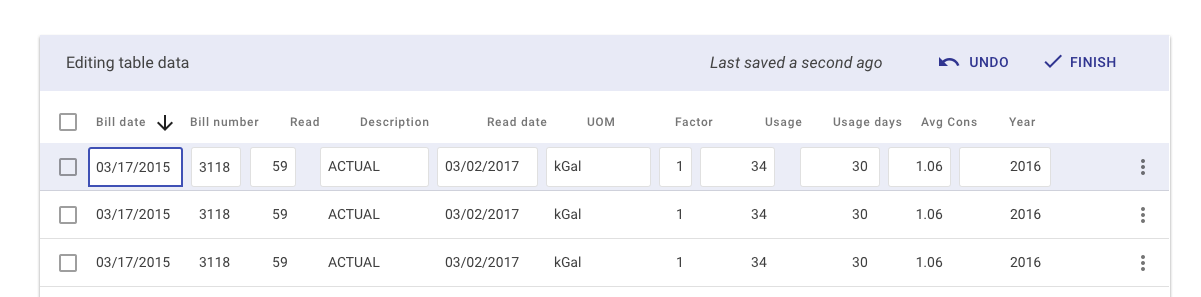 Editing table data Last saved a second ago UNDO FINISH
Bill date Bill number Read Description Read date UOM Factor Usage Usage days Avg Cons Year
03/17/2015 3118 59 ACTUAL 03/02/2017 kGal 1 34 30 1.06 2016
03/17/2015 3118 59 ACTUAL 03/02/2017 kGal 1 34 30 1.06 2016
03/17/2015 3118 59 ACTUAL 03/02/2017 kGal 1 34 30 1.06 2016